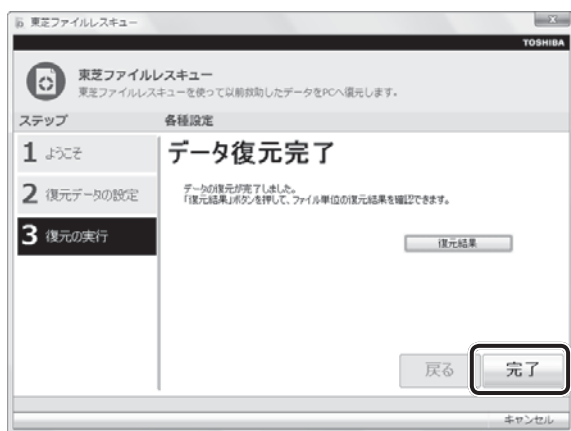 東芝ファイルレスキュー
TOSHIBA
東芝ファイルレスキュー
東芝ファイルレスキューを使って以前救助したデータをPCへ復元します。
ステップ
各種設定
1 ようこそ
2 復元データの設定
3 復元の実行
データ復元完了
データの復元が完了しました。
「復元結果」ボタンを押して、ファイル単位の復元結果を確認できます。
復元結果
戻る
完了
キャンセル